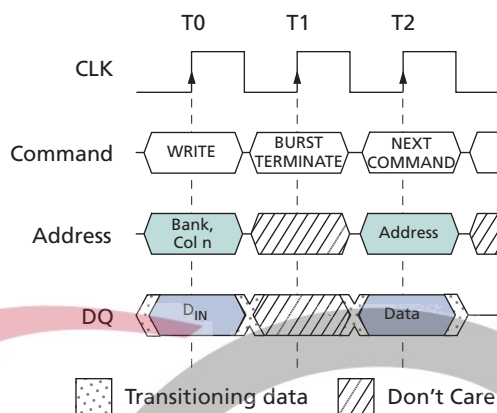 T0 T1 T2
CLK
Command WRITE BURST TERMINATE NEXT COMMAND
Address Bank, Col n Address
DQ DIN Data
Transitioning data Don't Care